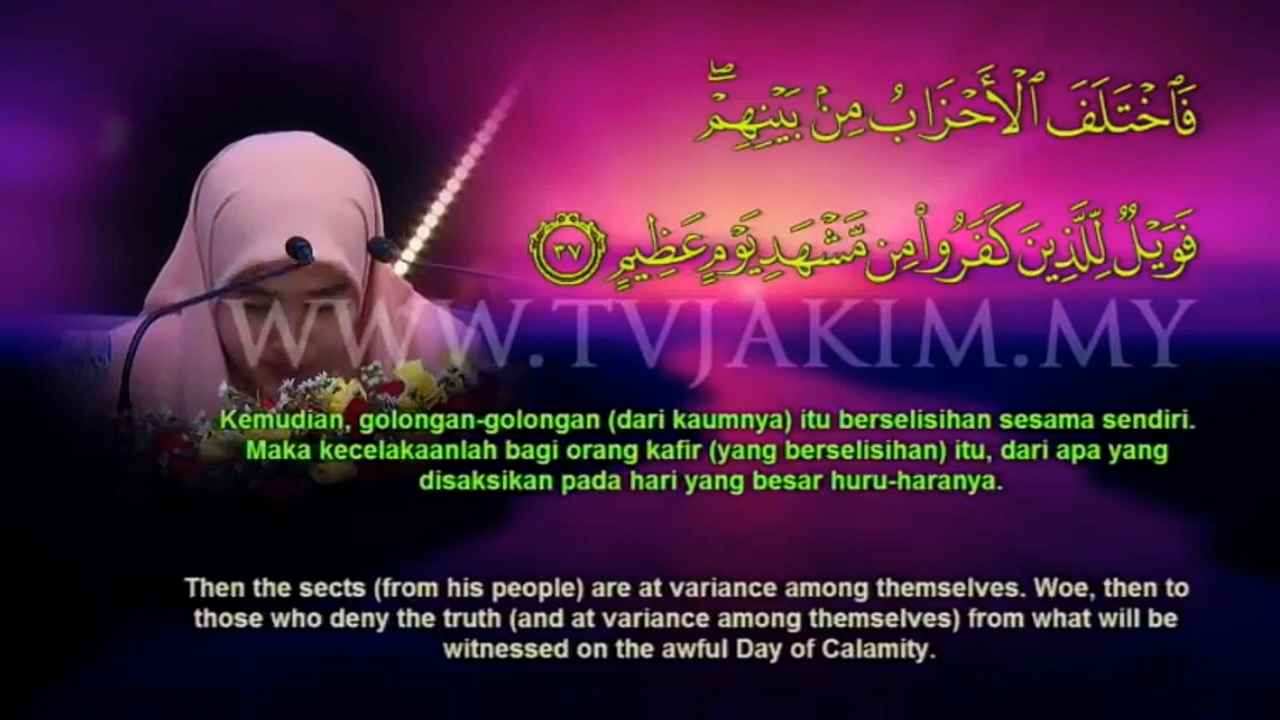 فَٱخْتَلَفَ ٱلْأَحْزَابُ مِنۢ بَيْنِهِمْ ۖ
فَوَيْلٌ لِّلَّذِينَ كَفَرُوا۟ مِن مَّشْهَدِ يَوْمٍ عَظِيمٍ ٣٧
WWW.TVJAKIM.MY
Kemudian, golongan-golongan (dari kaumnya) itu berselisihan sesama sendiri.
Maka kecelakaanlah bagi orang kafir (yang berselisihan) itu, dari apa yang
disaksikan pada hari yang besar huru-haranya.
Then the sects (from his people) are at variance among themselves. Woe, then to
those who deny the truth (and at variance among themselves) from what will be
witnessed on the awful Day of Calamity.